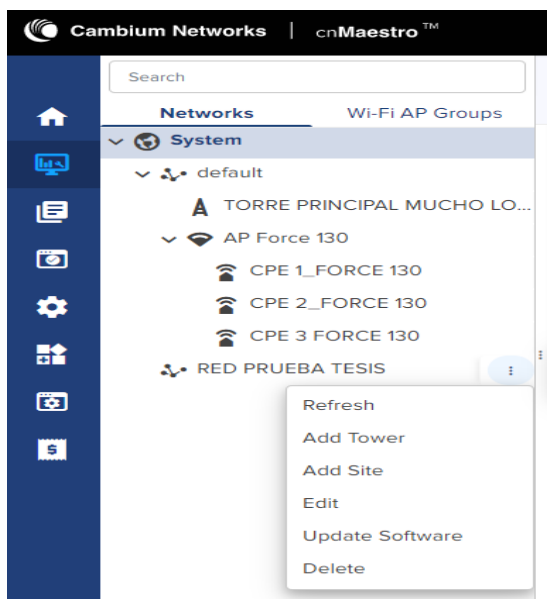 Cambium Networks | cnMaestro™
Search
Networks Wi-Fi AP Groups
System
default
TORRE PRINCIPAL MUCHO LO...
AP Force 130
CPE 1_FORCE 130
CPE 2_FORCE 130
CPE 3 FORCE 130
RED PRUEBA TESIS
Refresh
Add Tower
Add Site
Edit
Update Software
Delete